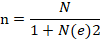 n = N / 1 + N(e)2